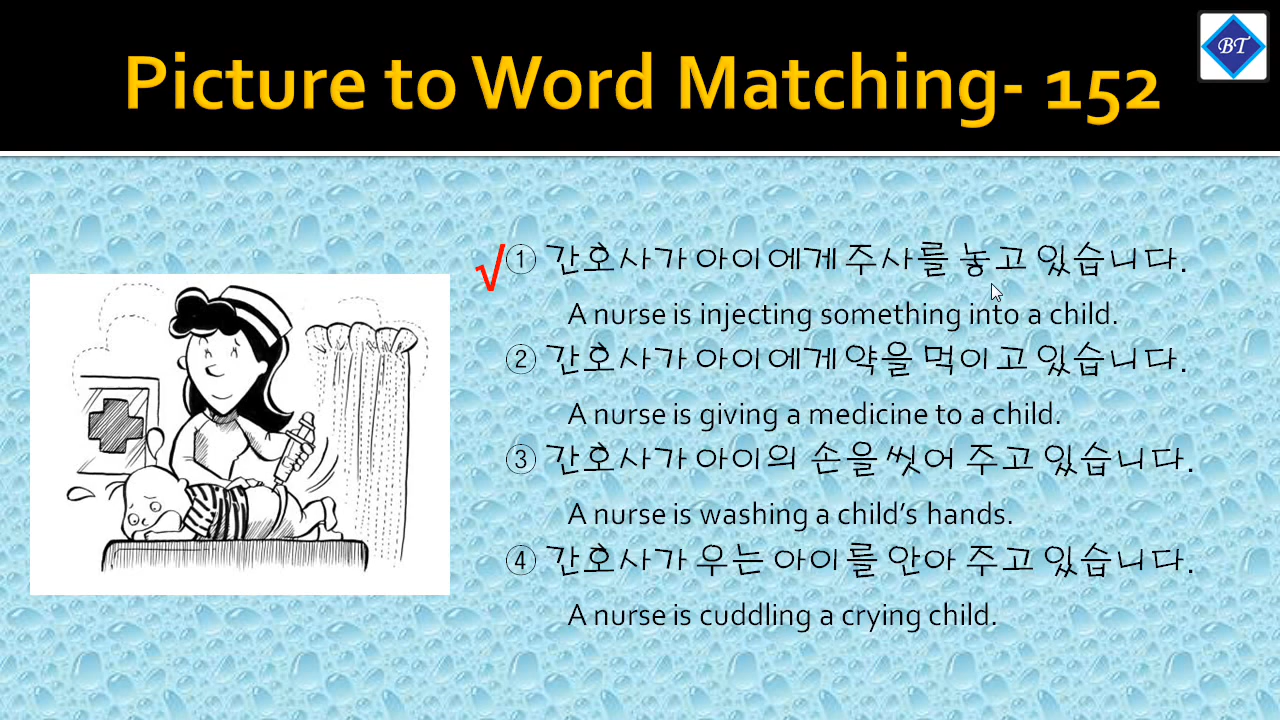 BT
Picture to Word Matching- 152
√① 간호사가 아이에게 주사를 놓고 있습니다.
A nurse is injecting something into a child.
② 간호사가 아이에게 약을 먹이고 있습니다.
A nurse is giving a medicine to a child.
③ 간호사가 아이의 손을 씻어 주고 있습니다.
A nurse is washing a child’s hands.
④ 간호사가 우는 아이를 안아 주고 있습니다.
A nurse is cuddling a crying child.